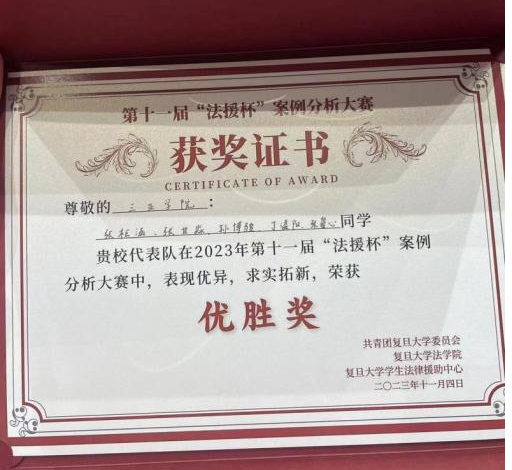 第十一届“法援杯”案例分析大赛
获奖证书
CERTIFICATE OF AWARD
尊敬的 三亚学院：
孙博强、同学
贵校代表队在2023年第十一届“法援杯”案例
分析大赛中，表现优异，求实拓新，荣获
优胜奖
共青团复旦大学委员会
复旦大学法学院
复旦大学学生法律援助中心
二〇二三年十一月四日